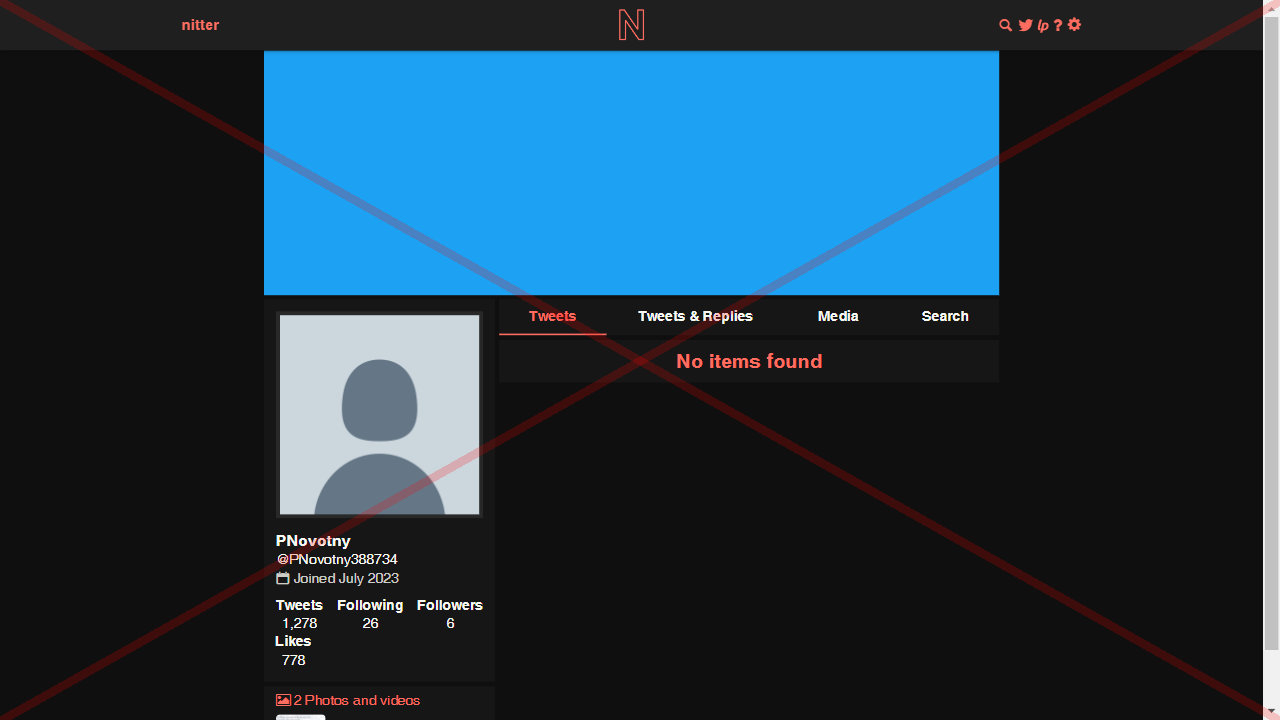 nitter
N
lp ?
Tweets Tweets & Replies Media Search
No items found
PNovotny
@PNovotny388734
Joined July 2023
Tweets Following Followers
1,278 26 6
Likes
778
2 Photos and videos